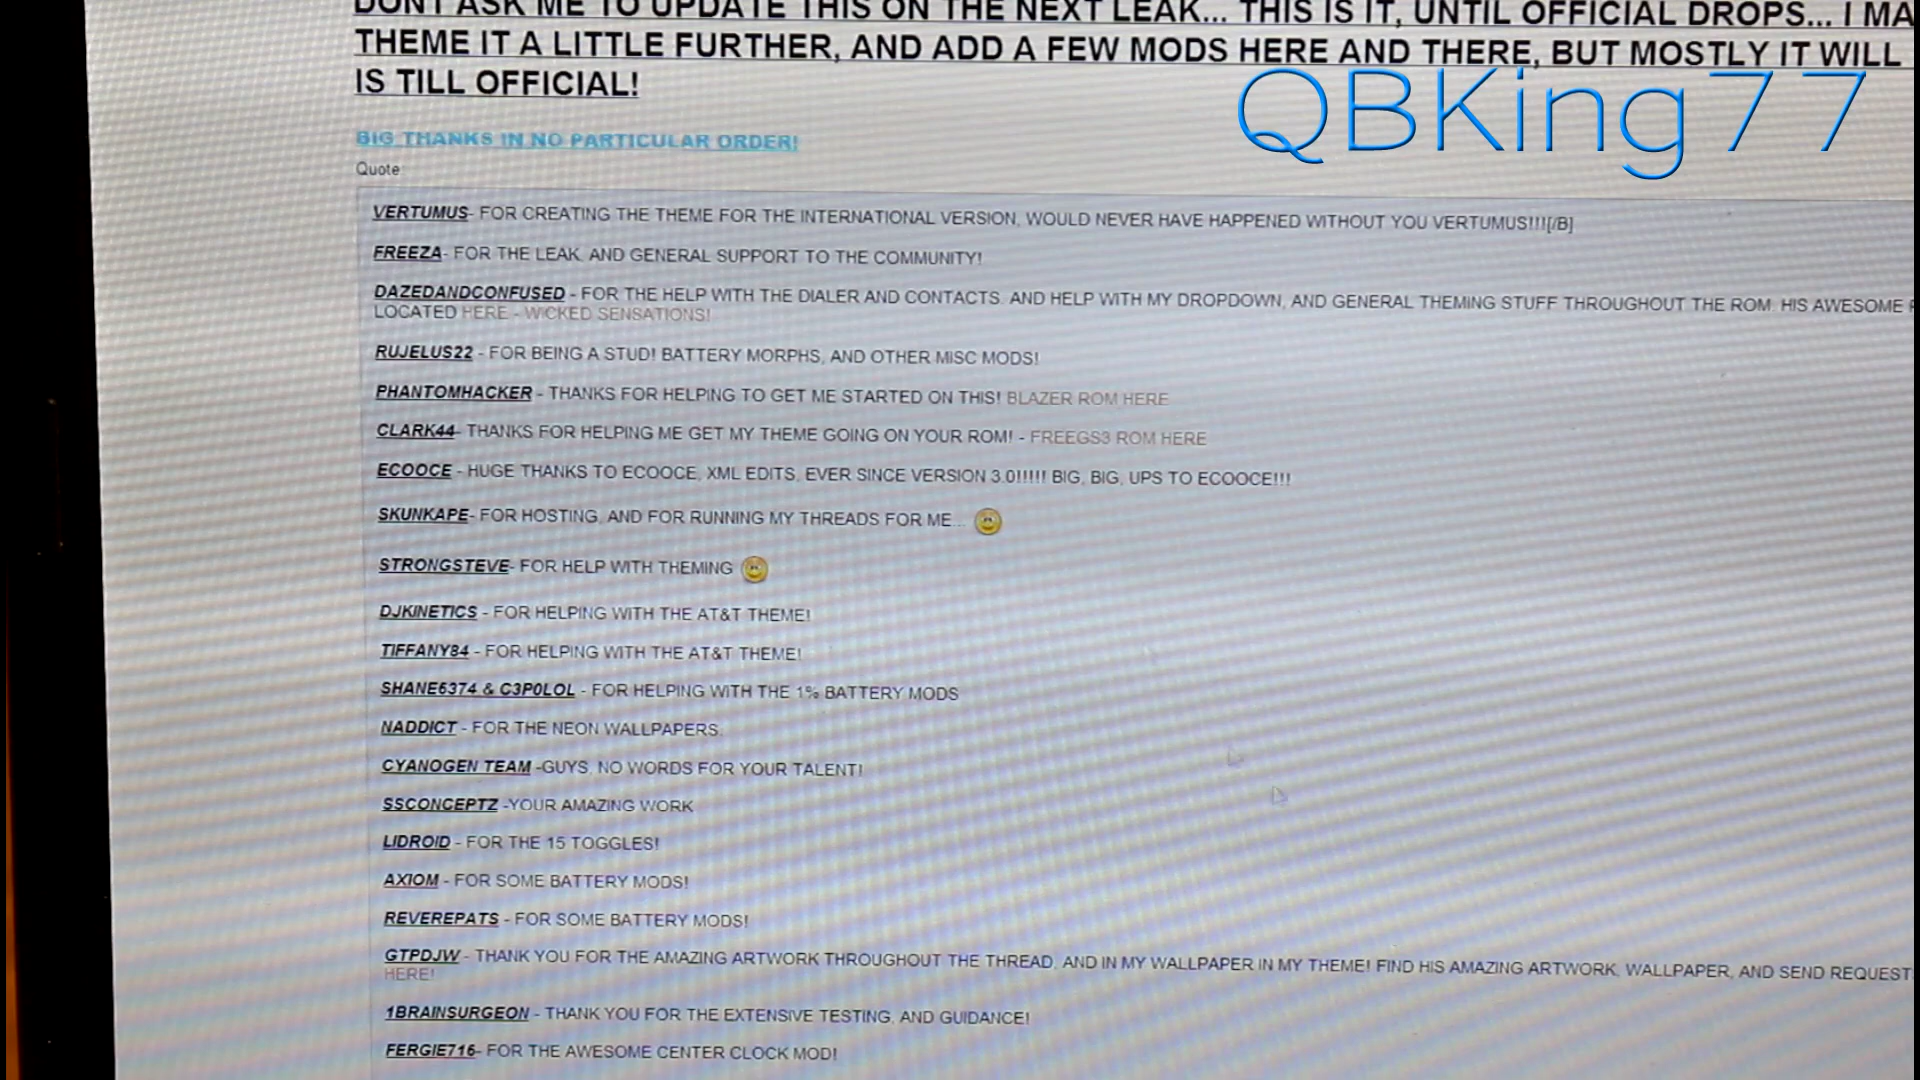 DONT ASK ME TO UPDATE THIS ON THE NEXT LEAK... THIS IS IT, UNTIL OFFICIAL DROPS... I
THEME IT A LITTLE FURTHER, AND ADD A FEW MODS HERE AND THERE, BUT MOSTLY IT WILL
IS TILL OFFICIAL!
QBKing77
BIG THANKS IN NO PARTICULAR ORDER!
Quote:
VERTUMUS- FOR CREATING THE THEME FOR THE INTERNATIONAL VERSION, WOULD NEVER HAVE HAPPENED WITHOUT YOU VERTUMUS!!![/B]
FREEZA- FOR THE LEAK, AND GENERAL SUPPORT TO THE COMMUNITY!
DAZEDANDCONFUSED - FOR THE HELP WITH THE DIALER AND CONTACTS, AND HELP WITH MY DROPDOWN, AND GENERAL THEMING STUFF THROUGHOUT THE ROM. HIS AWESOME
LOCATED HERE - WICKED SENSATIONS!
RUJELUS22 - FOR BEING A STUD! BATTERY MORPHS, AND OTHER MISC MODS!
PHANTOMHACKER - THANKS FOR HELPING TO GET ME STARTED ON THIS! BLAZER ROM HERE
CLARK44- THANKS FOR HELPING ME GET MY THEME GOING ON YOUR ROM! - FREEGS3 ROM HERE
ECOOCE - HUGE THANKS TO ECOOCE, XML EDITS, EVER SINCE VERSION 3.0!!!!! BIG, BIG, UPS TO ECOOCE!!!
SKUNKAPE- FOR HOSTING, AND FOR RUNNING MY THREADS FOR ME...
STRONGSTEVE- FOR HELP WITH THEMING
DJKINETICS - FOR HELPING WITH THE AT&T THEME!
TIFFANY84 - FOR HELPING WITH THE AT&T THEME!
SHANE6374 & C3P0LOL - FOR HELPING WITH THE 1% BATTERY MODS
NADDICT - FOR THE NEON WALLPAPERS.
CYANOGEN TEAM -GUYS, NO WORDS FOR YOUR TALENT!
SSCONCEPTZ -YOUR AMAZING WORK
LIDROID - FOR THE 15 TOGGLES!
AXIOM - FOR SOME BATTERY MODS!
REVEREPATS - FOR SOME BATTERY MODS!
GTPDJW - THANK YOU FOR THE AMAZING ARTWORK THROUGHOUT THE THREAD, AND IN MY WALLPAPER IN MY THEME! FIND HIS AMAZING ARTWORK, WALLPAPER, AND SEND REQUEST
HERE!
1BRAINSURGEON - THANK YOU FOR THE EXTENSIVE TESTING, AND GUIDANCE!
FERGIE716- FOR THE AWESOME CENTER CLOCK MOD!